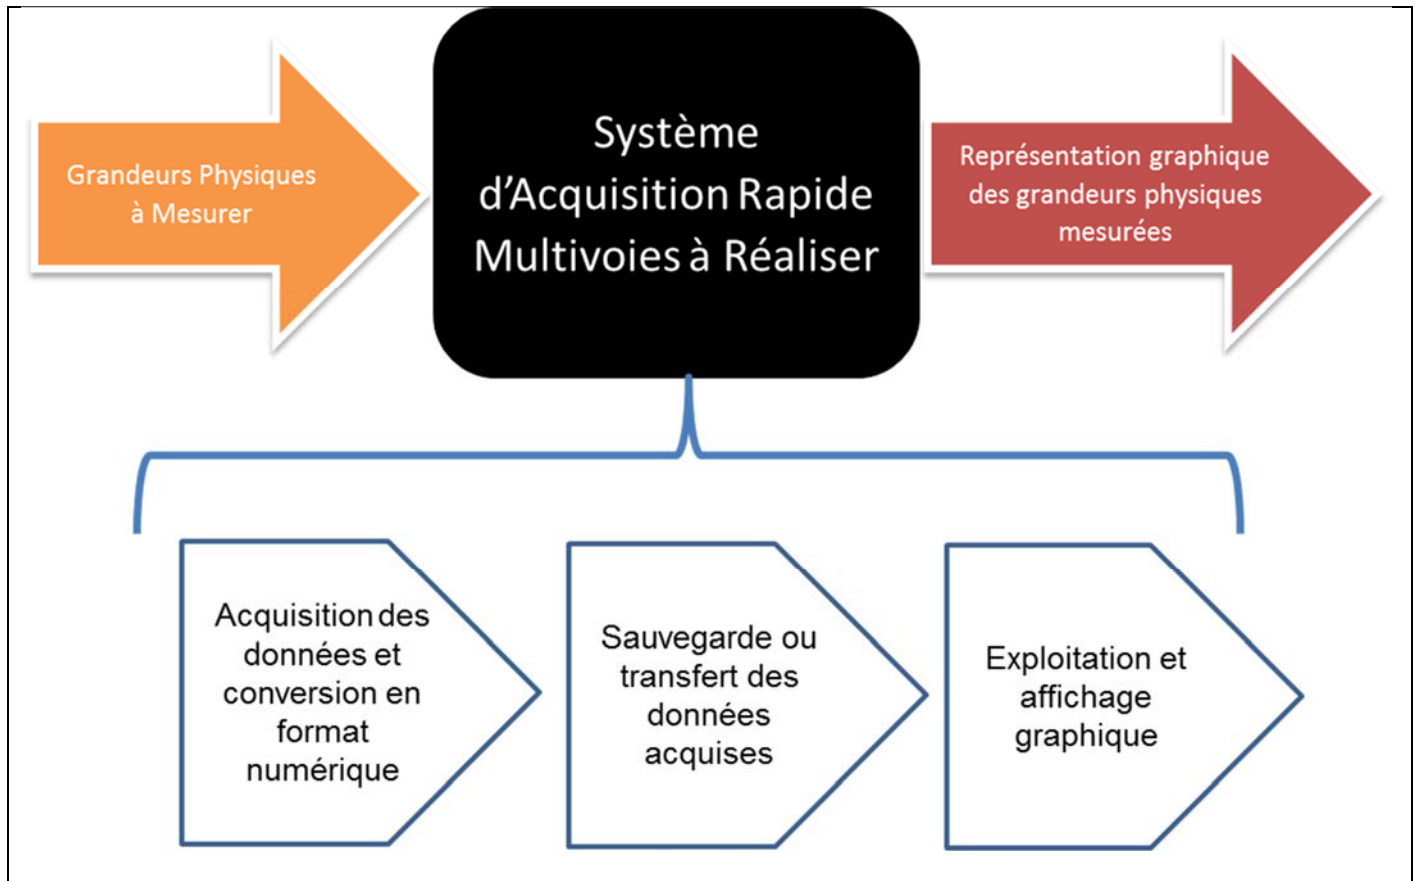 Grandeurs Physiques
à Mesurer
Système
d’Acquisition Rapide
Multivoies à Réaliser
Représentation graphique
des grandeurs physiques
mesurées
Acquisition des
données et
conversion en
format
numérique
Sauvegarde ou
transfert des
données
acquises
Exploitation et
affichage
graphique